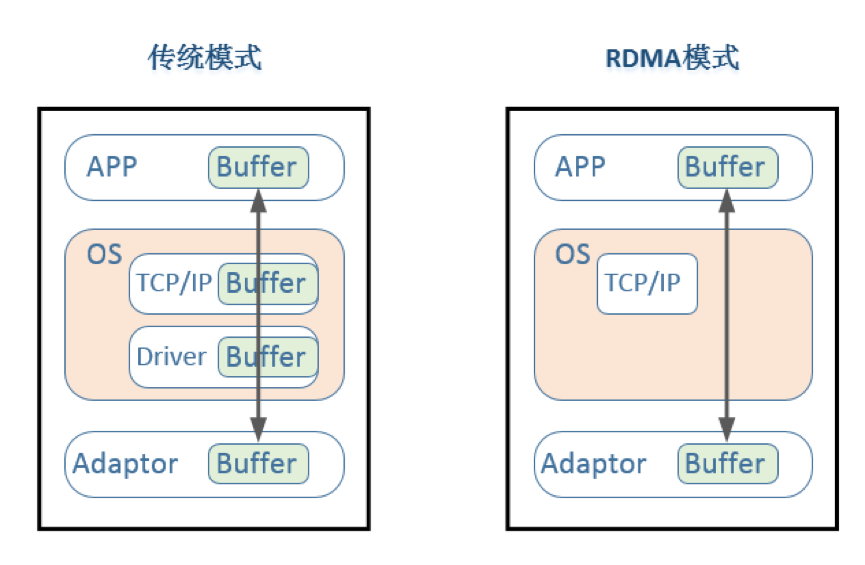 传统模式
APP Buffer
OS
TCP/IP Buffer
Driver Buffer
Adaptor Buffer
RDMA模式
APP Buffer
OS
TCP/IP
Adaptor Buffer